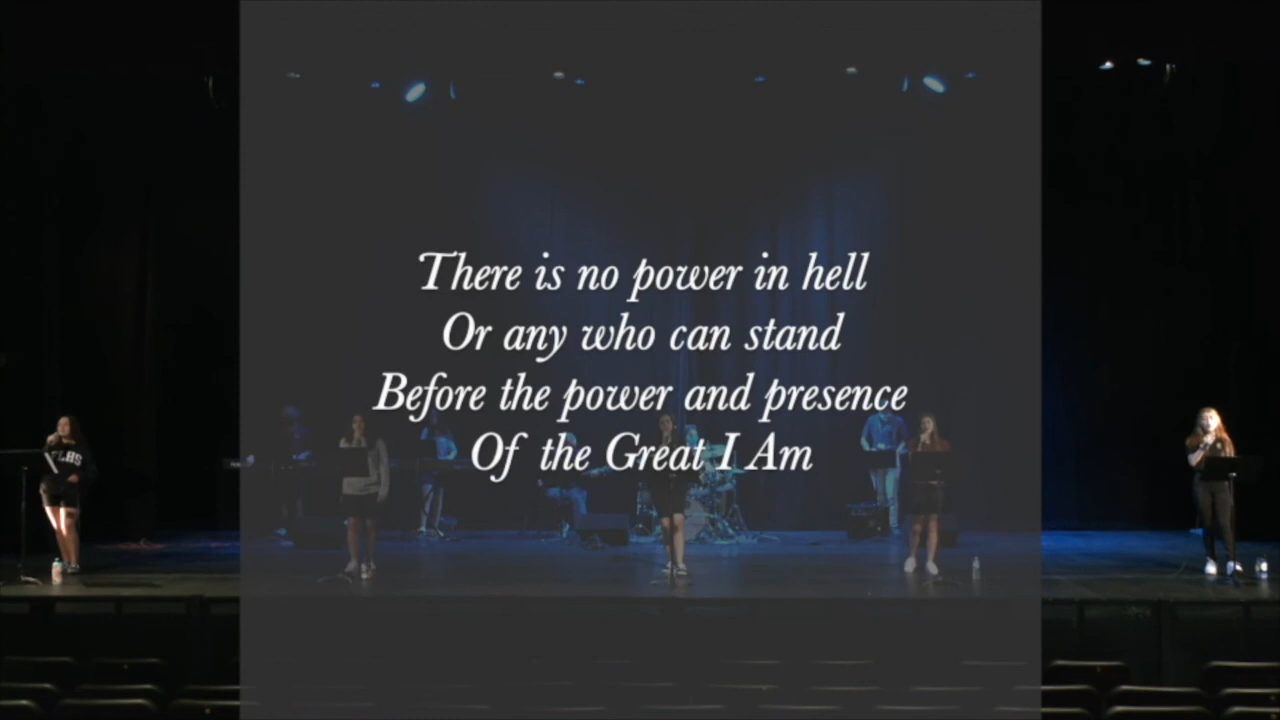 There is no power in hell
Or any who can stand
Before the power and presence
Of the Great I Am